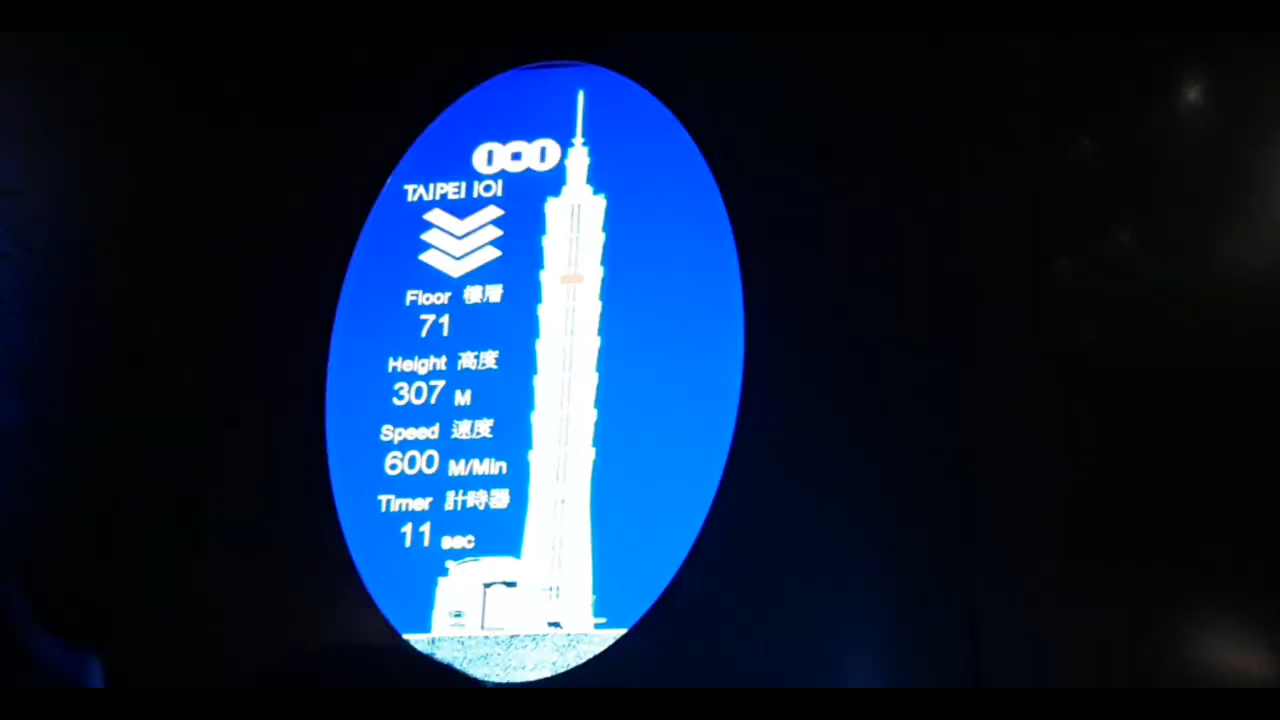 TAIPEI 101
Floor 樓層
71
Height 高度
307 M
Speed 速度
600 M/Min
Timer 計時器
11 sec